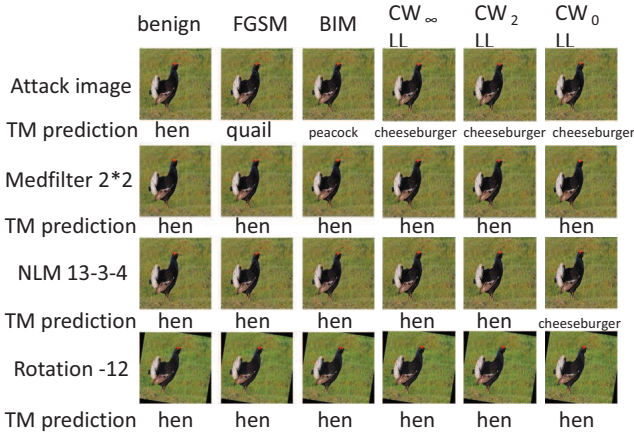 benign FGSM BIM CW ∞ LL CW 2 LL CW 0 LL
Attack image
TM prediction hen quail peacock cheeseburger cheeseburger cheeseburger
Medfilter 2*2
TM prediction hen hen hen hen hen hen
NLM 13-3-4
TM prediction hen hen hen hen hen cheeseburger
Rotation -12
TM prediction hen hen hen hen hen hen